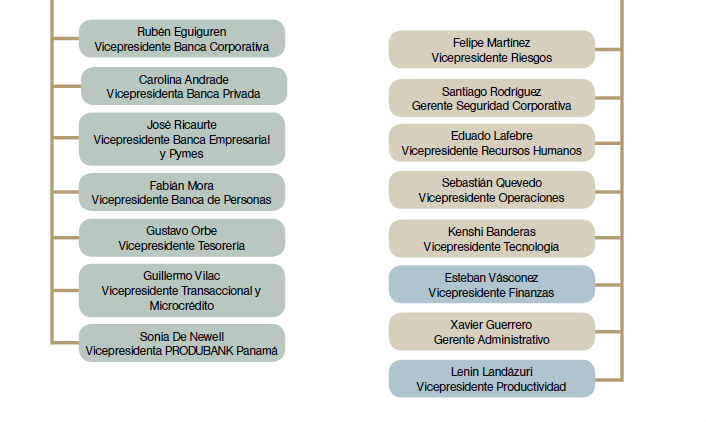 Rubén Eguiguren
Vicepresidente Banca Corporativa
Carolina Andrade
Vicepresidenta Banca Privada
José Ricaurte
Vicepresidente Banca Empresarial
y Pymes
Fabián Mora
Vicepresidente Banca de Personas
Gustavo Orbe
Vicepresidente Tesorería
Guillermo Vilac
Vicepresidente Transaccional y
Microcrédito
Sonia De Newell
Vicepresidenta PRODUBANK Panamá
Felipe Martinez
Vicepresidente Riesgos
Santiago Rodríguez
Gerente Seguridad Corporativa
Eduado Lafebre
Vicepresidente Recursos Humanos
Sebastián Quevedo
Vicepresidente Operaciones
Kenshi Banderas
Vicepresidente Tecnología
Esteban Vásconez
Vicepresidente Finanzas
Xavier Guerrero
Gerente Administrativo
Lenin Landázuri
Vicepresidente Productividad